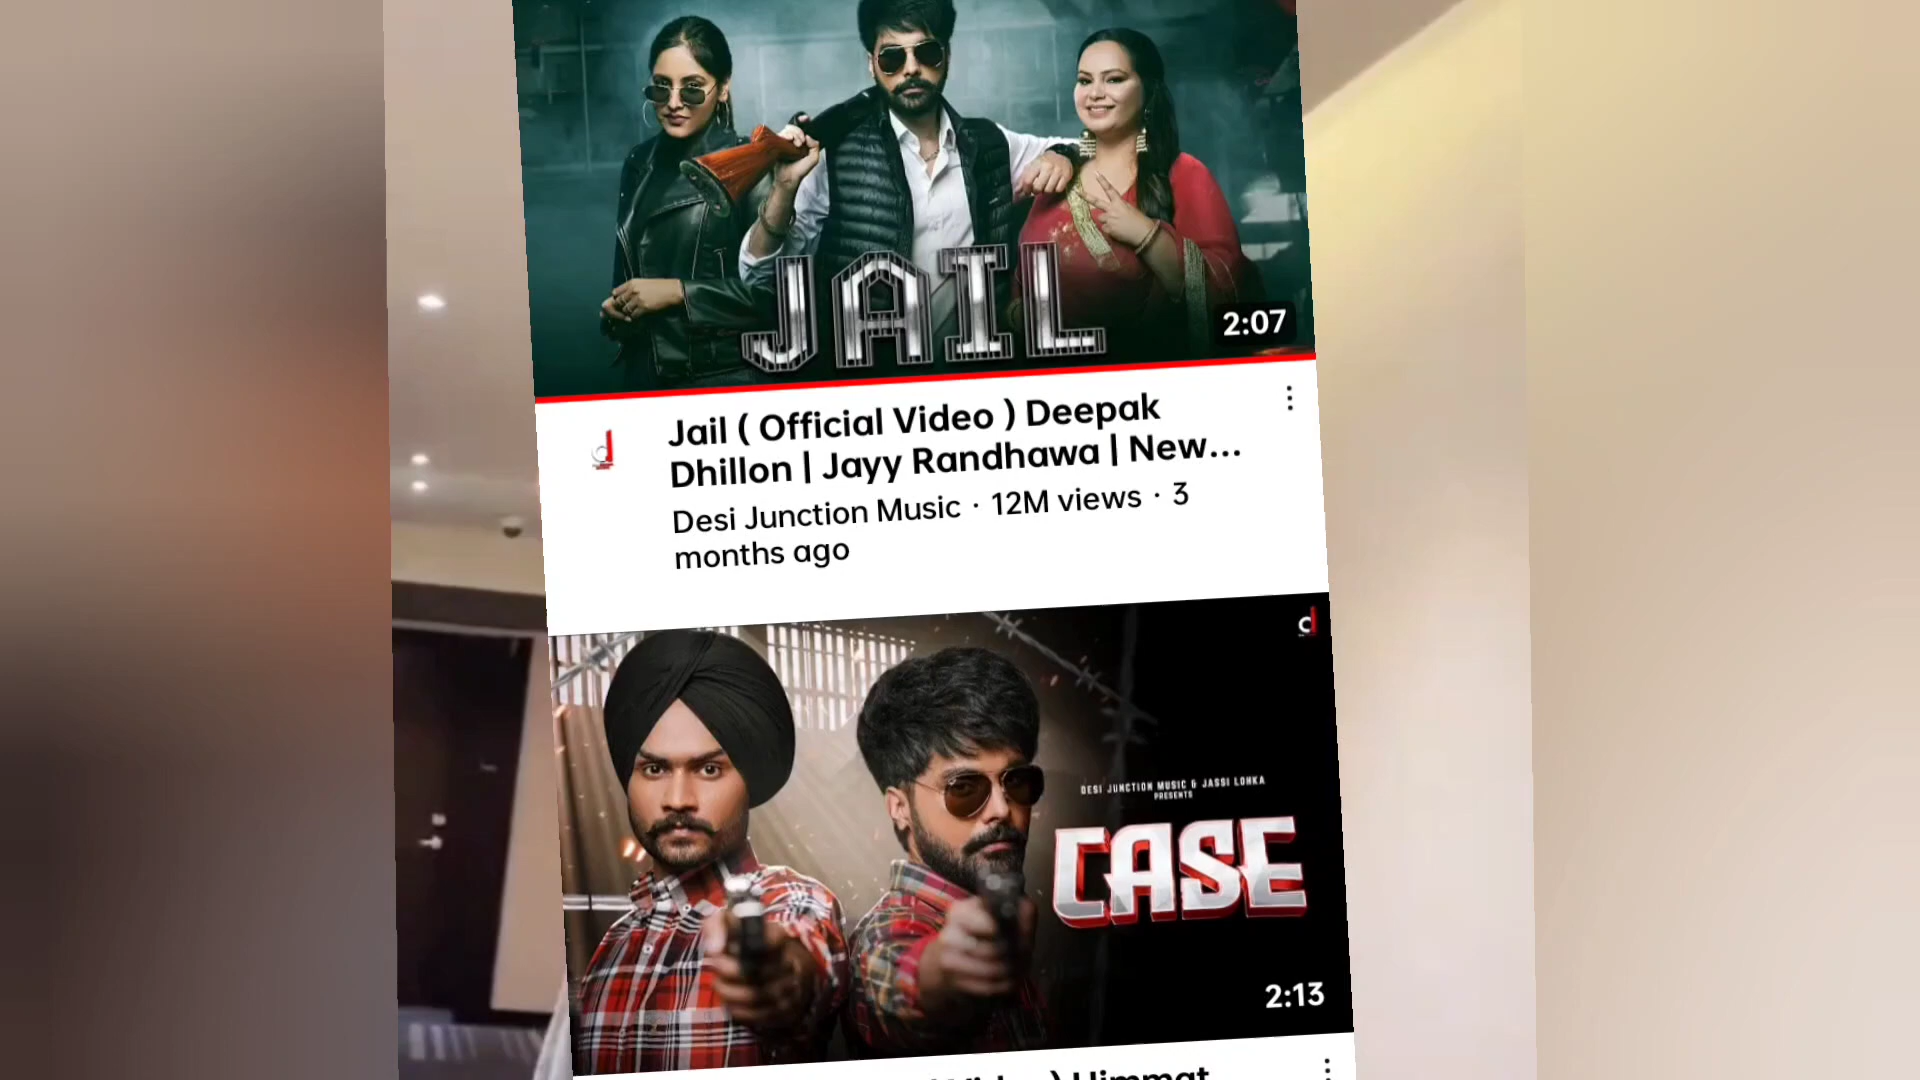 JAIL
2:07
Jail ( Official Video ) Deepak
Dhillon | Jayy Randhawa | New...
Desi Junction Music · 12M views · 3
months ago
DESI JUNCTION MUSIC & JASSI LOHKA
PRESENTS
CASE
2:13
Himmat